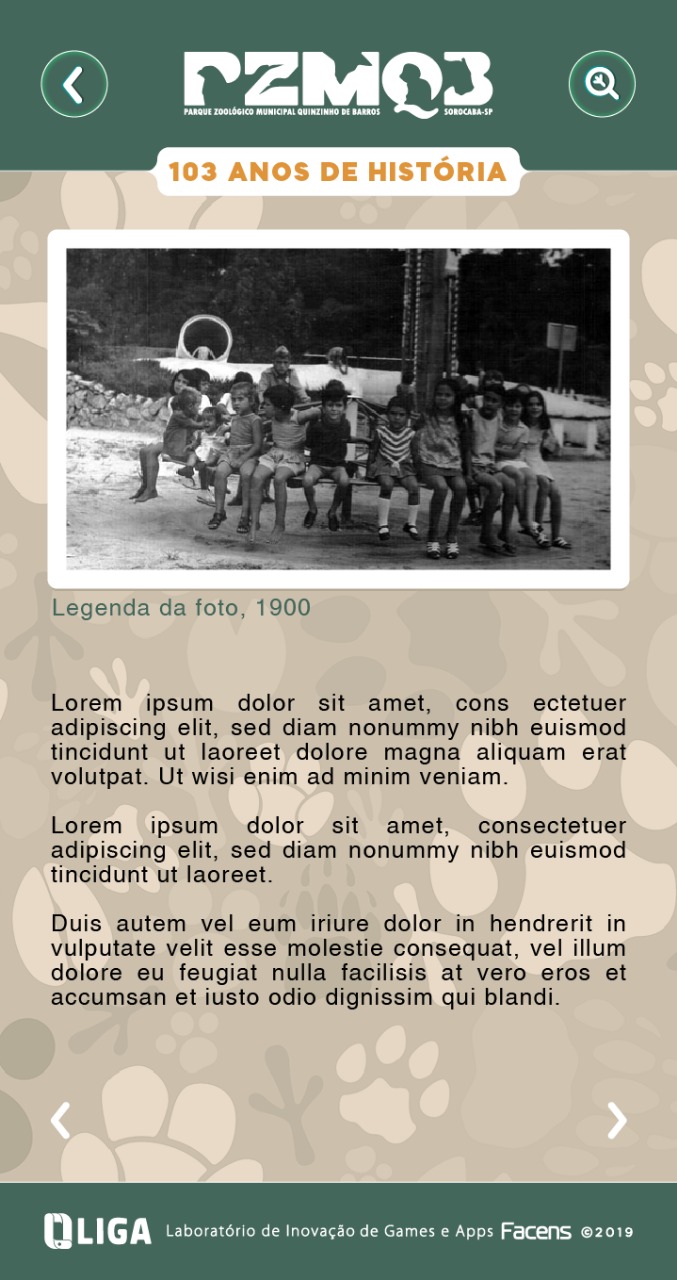 PZMQB
PARQUE ZOOLÓGICO MUNICIPAL QUINZINHO DE BARROS SOROCABA-SP
103 ANOS DE HISTÓRIA
Legenda da foto, 1900
Lorem ipsum dolor sit amet, cons ectetuer
adipiscing elit, sed diam nonummy nibh euismod
tincidunt ut laoreet dolore magna aliquam erat
volutpat. Ut wisi enim ad minim veniam.
Lorem ipsum dolor sit amet, consectetuer
adipiscing elit, sed diam nonummy nibh euismod
tincidunt ut laoreet.
Duis autem vel eum iriure dolor in hendrerit in
vulputate velit esse molestie consequat, vel illum
dolore eu feugiat nulla facilisis at vero eros et
accumsan et iusto odio dignissim qui blandi.
LIGA Laboratório de Inovação de Games e Apps Facens ©2019